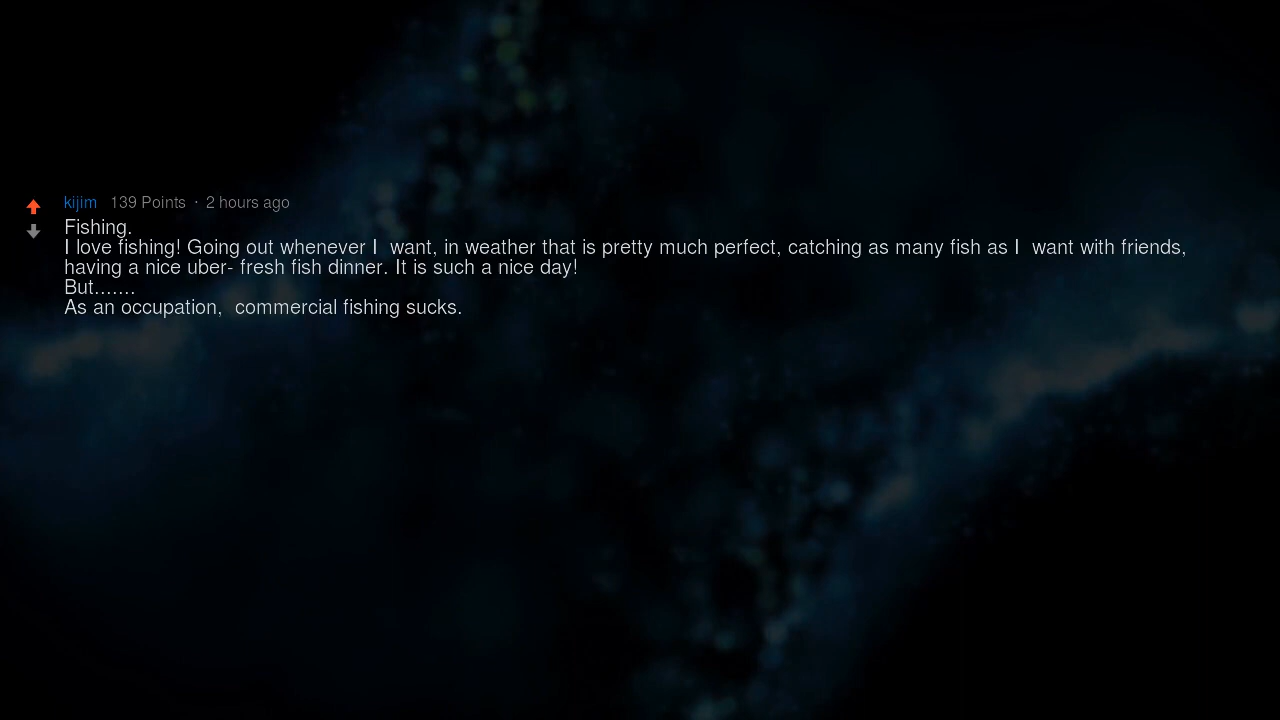 kijim 139 Points · 2 hours ago
Fishing.
I love fishing! Going out whenever I  want, in weather that is pretty much perfect, catching as many fish as I  want with friends,
having a nice uber- fresh fish dinner. It is such a nice day!
But.......
As an occupation,  commercial fishing sucks.